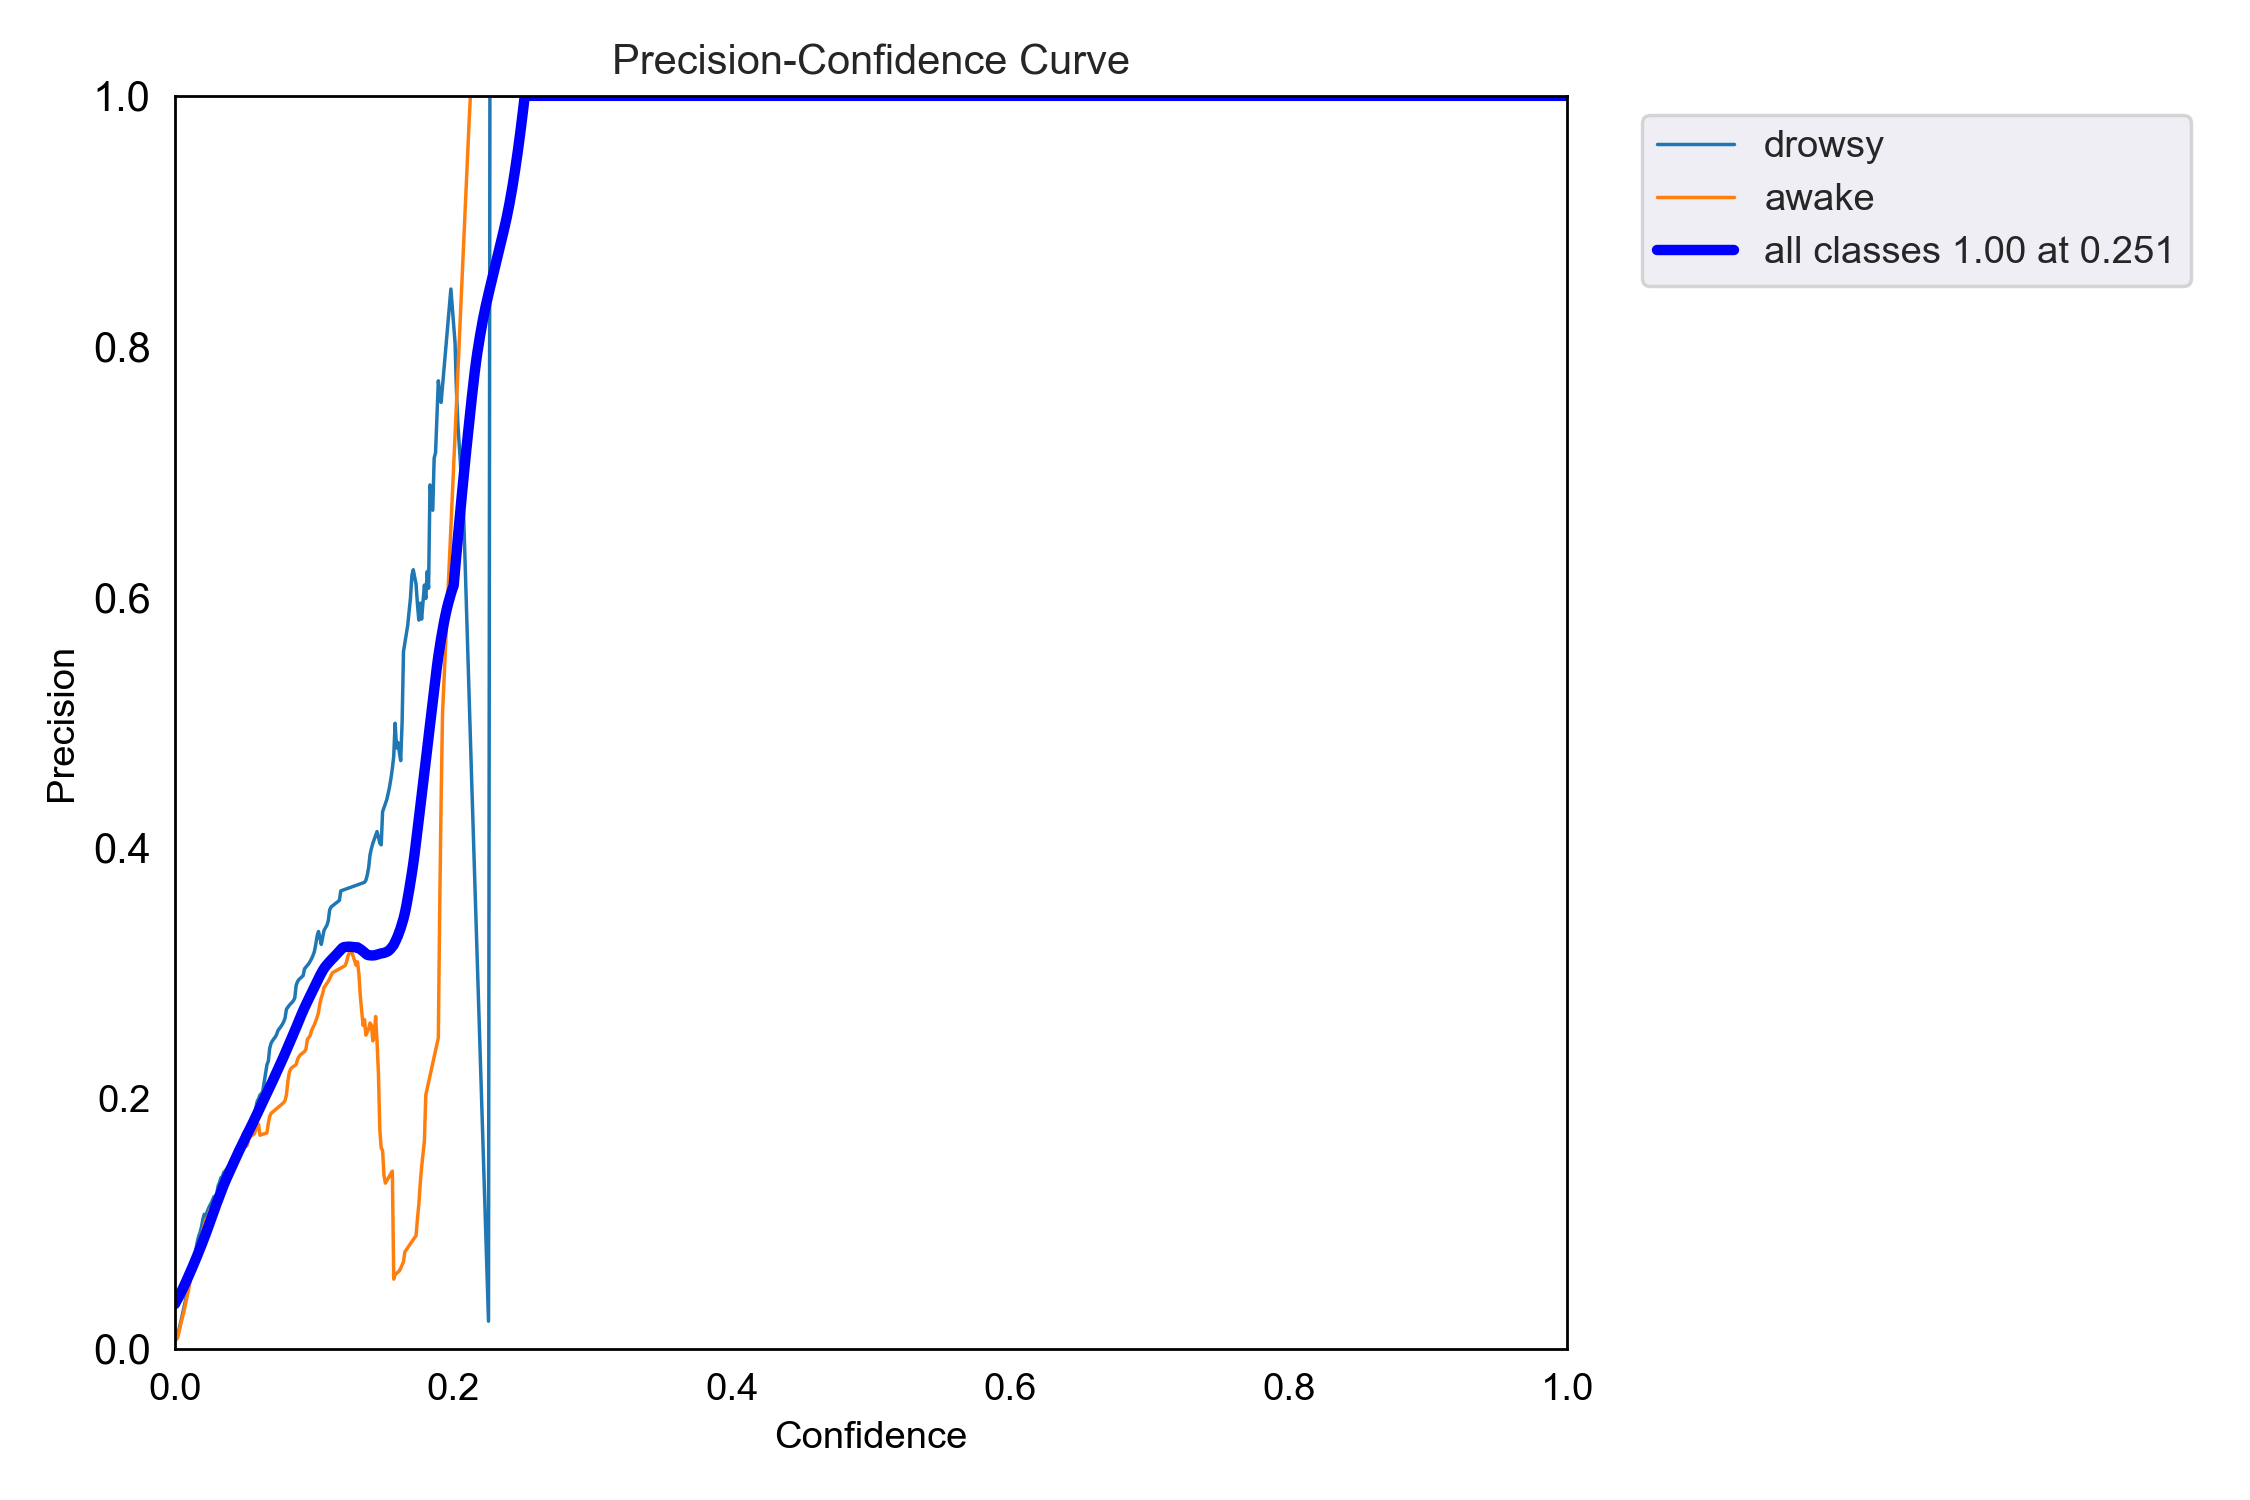 Precision-Confidence Curve
1.0
0.8
0.6
0.4
0.2
0.0
Precision
0.0 0.2 0.4 0.6 0.8 1.0
Confidence
drowsy
awake
all classes 1.00 at 0.251